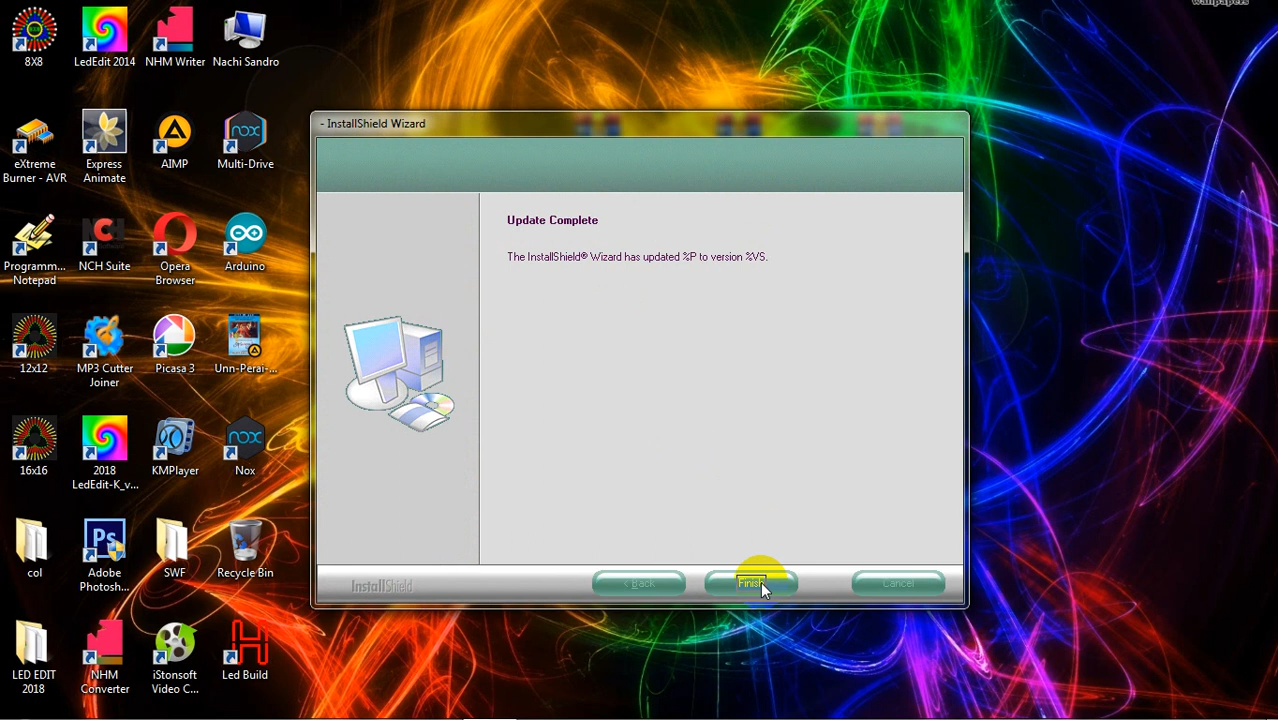 wallpapers
8X8
LedEdit 2014
NHM Writer
Nachi Sandro
eXtreme
Burner - AVR
Express
Animate
AIMP
Multi-Drive
Programm...
Notepad
NCH Suite
Opera
Browser
Arduino
12x12
MP3 Cutter
Joiner
Picasa 3
Unn-Perai-...
16x16
2018
LedEdit-K_v...
KMPlayer
Nox
col
Adobe
Photosh...
SWF
Recycle Bin
LED EDIT
2018
NHM
Converter
iStonsoft
Video C...
Led Build
- InstallShield Wizard
Update Complete
The InstallShield® Wizard has updated %P to version %VS.
InstallShield
< Back
Finish
Cancel